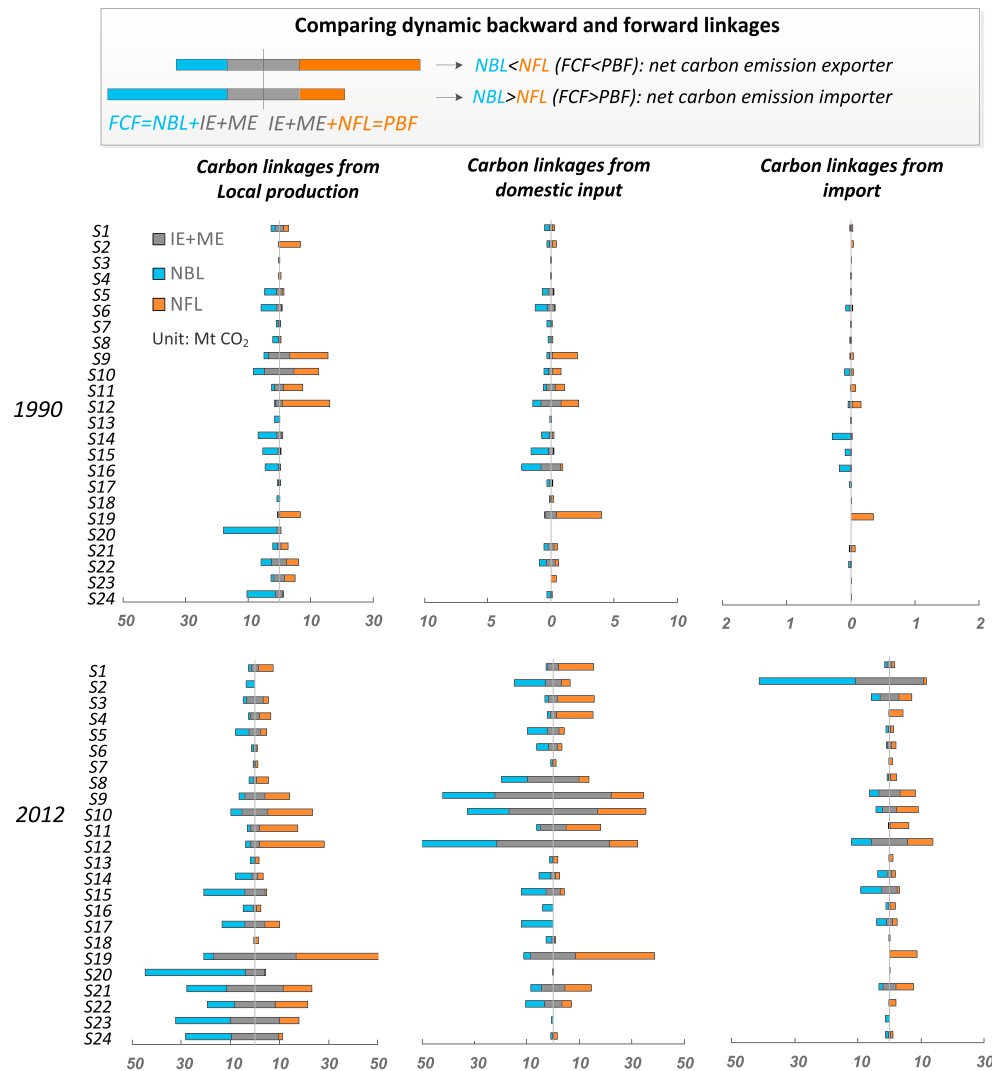 Comparing dynamic backward and forward linkages
NBL<NFL (FCF<PBF): net carbon emission exporter
NBL>NFL (FCF>PBF): net carbon emission importer
FCF=NBL+IE+ME IE+ME+NFL=PBF
Carbon linkages from
Local production
Carbon linkages from
domestic input
Carbon linkages from
import
1990
IE+ME
NBL
NFL
Unit: Mt CO₂
S1
S2
S3
S4
S5
S6
S7
S8
S9
S10
S11
S12
S13
S14
S15
S16
S17
S18
S19
S20
S21
S22
S23
S24
50 30 10 10 30
10 5 0 5 10
2 1 0 1 2
2012
S1
S2
S3
S4
S5
S6
S7
S8
S9
S10
S11
S12
S13
S14
S15
S16
S17
S18
S19
S20
S21
S22
S23
S24
50 30 10 10 30 50
50 30 10 10 30 50
50 30 10 10 30